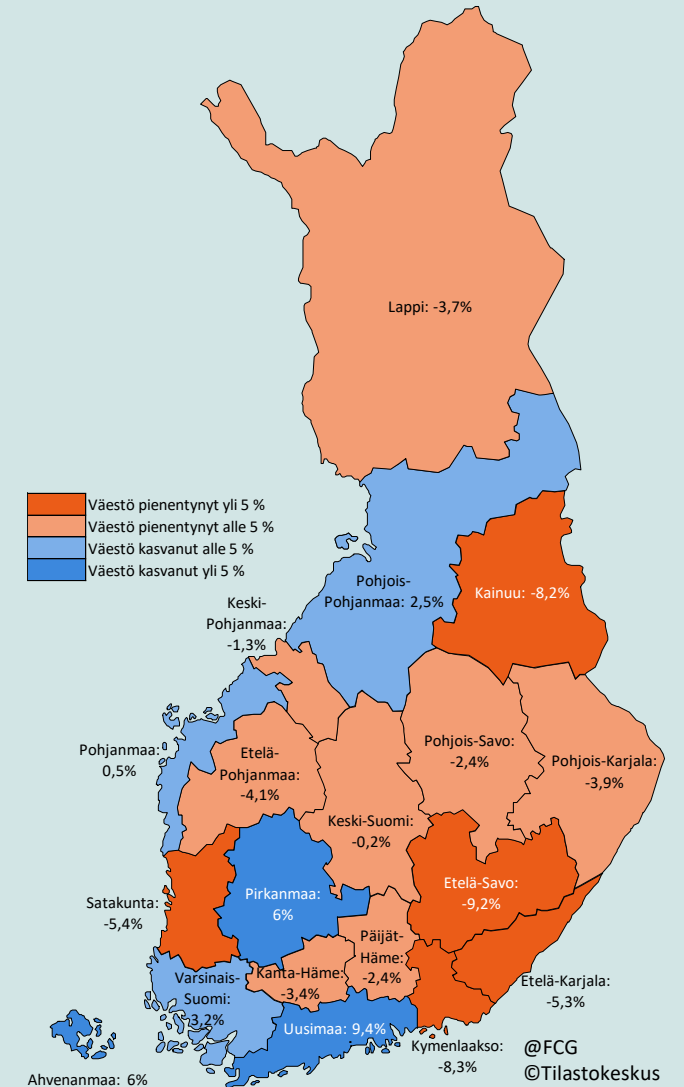 Lappi: -3,7%
Väestö pienentynyt yli 5 %
Väestö pienentynyt alle 5 %
Väestö kasvanut alle 5 %
Väestö kasvanut yli 5 %
Pohjois-
Pohjanmaa: 2,5%
Kainuu: -8,2%
Keski-
Pohjanmaa:
-1,3%
Pohjanmaa:
0,5%
Etelä-
Pohjanmaa:
-4,1%
Pohjois-Savo:
-2,4%
Pohjois-Karjala:
-3,9%
Keski-Suomi:
-0,2%
Satakunta:
-5,4%
Pirkanmaa:
6%
Etelä-Savo:
-9,2%
Päijät-
Häme:
-2,4%
Kanta-Häme:
-3,4%
Varsinais-
Suomi:
3,2%
Etelä-Karjala:
-5,3%
Uusimaa: 9,4%
Kymenlaakso:
-8,3%
Ahvenanmaa: 6%
@FCG
©Tilastokeskus